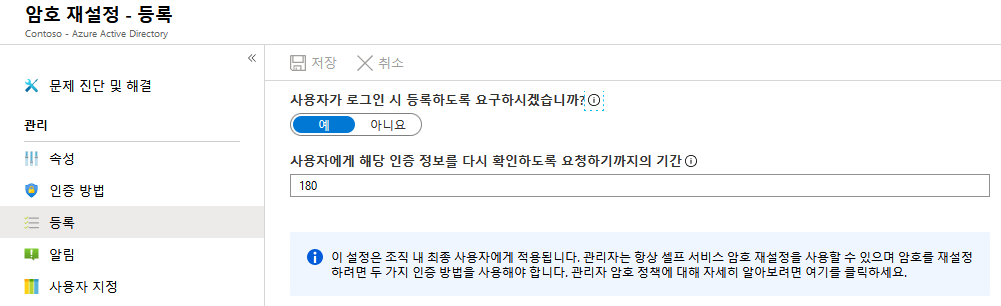 암호 재설정 - 등록
Contoso - Azure Active Directory
문제 진단 및 해결
관리
속성
인증 방법
등록
알림
사용자 지정
저장 취소
사용자가 로그인 시 등록하도록 요구하시겠습니까?
예 아니요
사용자에게 해당 인증 정보를 다시 확인하도록 요청하기까지의 기간
180
이 설정은 조직 내 최종 사용자에게 적용됩니다. 관리자는 항상 셀프 서비스 암호 재설정을 사용할 수 있으며 암호를 재설정
하려면 두 가지 인증 방법을 사용해야 합니다. 관리자 암호 정책에 대해 자세히 알아보려면 여기를 클릭하세요.